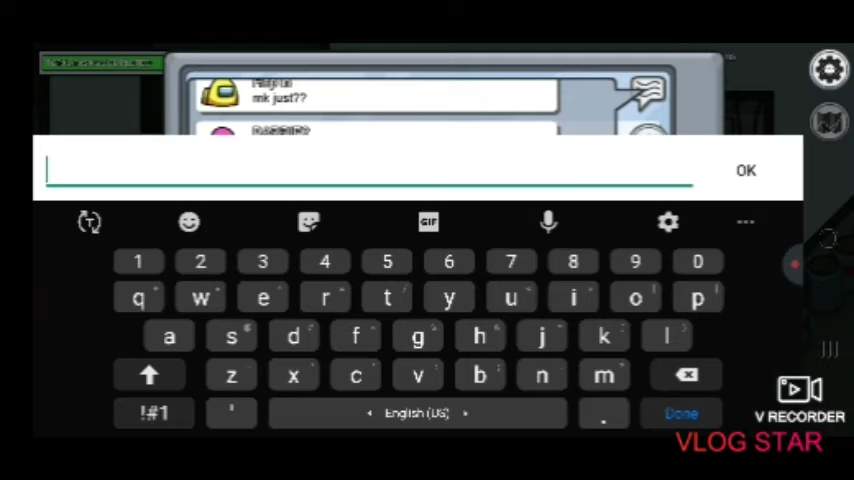 mk just??
OK
GIF
1 2 3 4 5 6 7 8 9 0
q w e r t y u i o p
a s d f g h j k l
z x c v b n m
!#1 ' English (US) . Done
V RECORDER
VLOG STAR